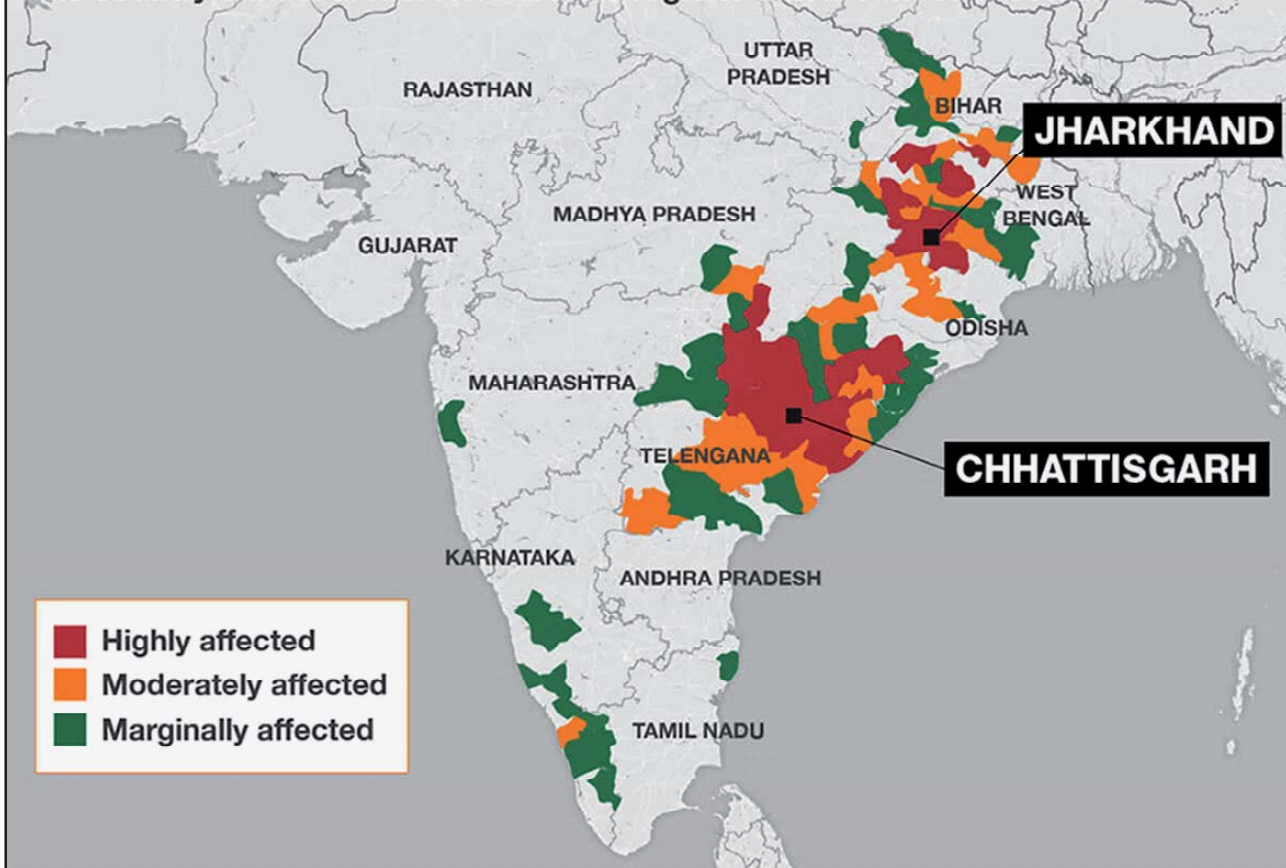 UTTAR
PRADESH
RAJASTHAN
BIHAR
JHARKHAND
WEST
BENGAL
MADHYA PRADESH
GUJARAT
ODISHA
MAHARASHTRA
TELENGANA
CHHATTISGARH
KARNATAKA
ANDHRA PRADESH
Highly affected
Moderately affected
Marginally affected
TAMIL NADU